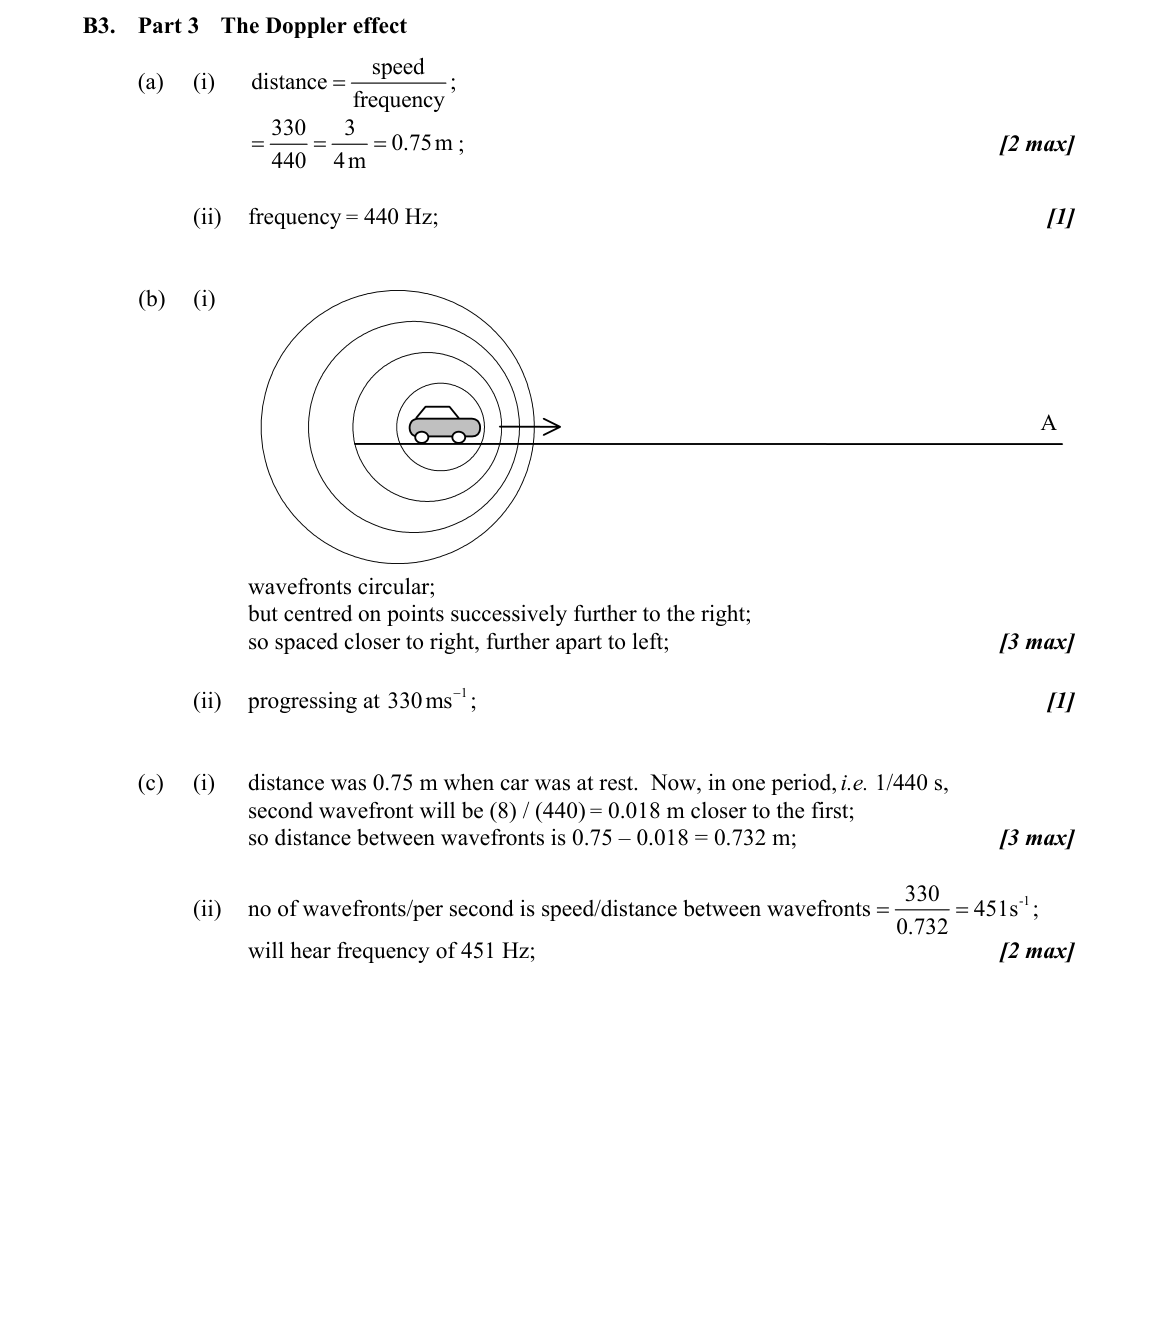 B3. Part 3 The Doppler effect
(a) (i) distance = speed / frequency ;
= 330 / 440 = 3 / 4 m = 0.75 m ; [2 max]
(ii) frequency = 440 Hz; [1]
(b) (i)
A
wavefronts circular;
but centred on points successively further to the right;
so spaced closer to right, further apart to left; [3 max]
(ii) progressing at 330 ms⁻¹ ; [1]
(c) (i) distance was 0.75 m when car was at rest. Now, in one period, i.e. 1/440 s,
second wavefront will be (8) / (440) = 0.018 m closer to the first;
so distance between wavefronts is 0.75 – 0.018 = 0.732 m; [3 max]
(ii) no of wavefronts/per second is speed/distance between wavefronts = 330 / 0.732 = 451 s⁻¹ ;
will hear frequency of 451 Hz; [2 max]